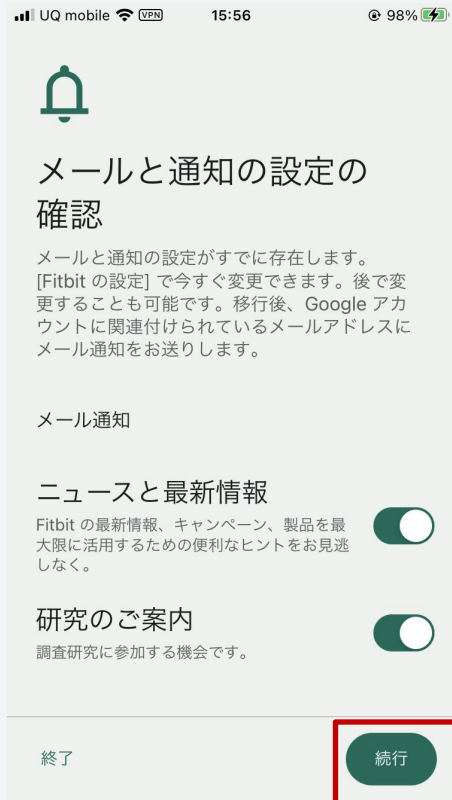 UQ mobile VPN 15:56 98%
メールと通知の設定の
確認
メールと通知の設定がすでに存在します。
[Fitbit の設定] で今すぐ変更できます。後で変
更することも可能です。移行後、Google アカ
ウントに関連付けられているメールアドレスに
メール通知をお送りします。
メール通知
ニュースと最新情報
Fitbit の最新情報、キャンペーン、製品を最
大限に活用するための便利なヒントをお見逃
しなく。
研究のご案内
調査研究に参加する機会です。
終了 続行